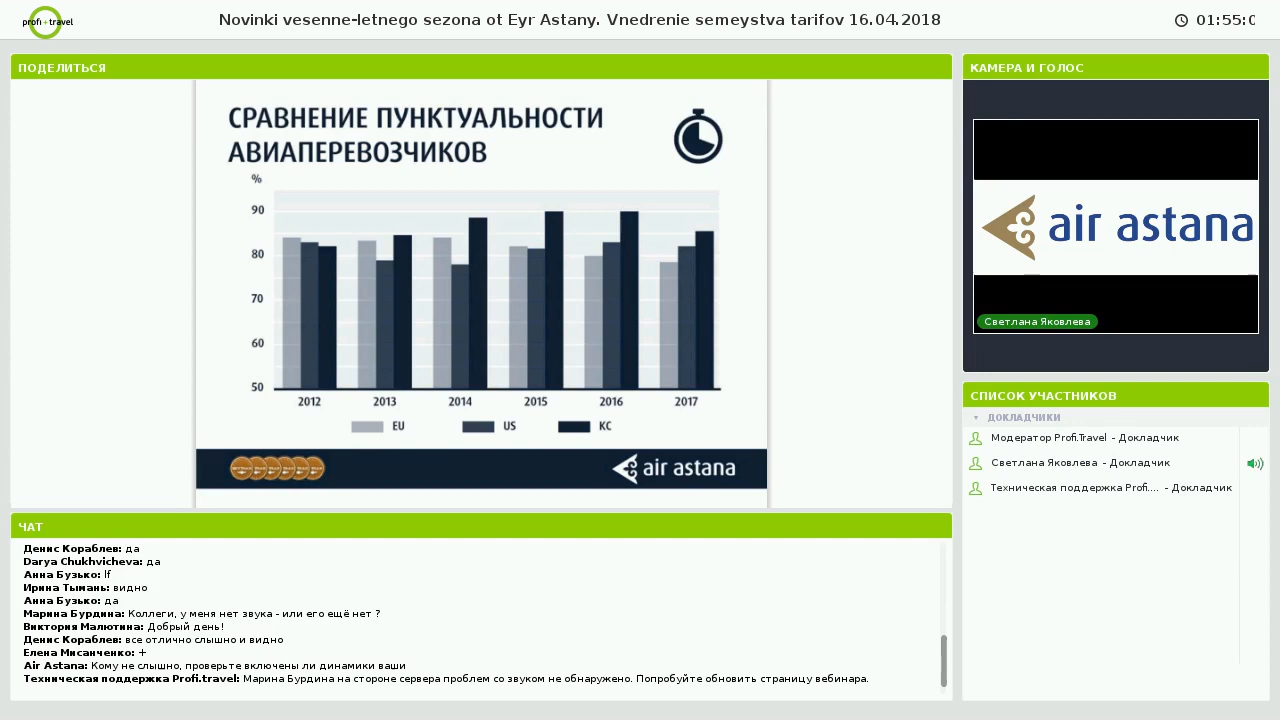 profi+travel
Novinki vesenne-letnego sezona ot Eyr Astany. Vnedrenie semeystva tarifov 16.04.2018
01:55:0
ПОДЕЛИТЬСЯ
СРАВНЕНИЕ ПУНКТУАЛЬНОСТИ
АВИАПЕРЕВОЗЧИКОВ
%
90
80
70
60
50
2012 2013 2014 2015 2016 2017
EU US KC
air astana
КАМЕРА И ГОЛОС
air astana
Светлана Яковлева
СПИСОК УЧАСТНИКОВ
ДОКЛАДЧИКИ
Модератор Profi.Travel - Докладчик
Светлана Яковлева - Докладчик
Техническая поддержка Profi.... - Докладчик
ЧАТ
Денис Кораблев: да
Darya Chukhvicheva: да
Анна Бузько: lf
Ирина Тымань: видно
Анна Бузько: да
Марина Бурдина: Коллеги, у меня нет звука - или его ещё нет ?
Виктория Малютина: Добрый день!
Денис Кораблев: все отлично слышно и видно
Елена Мисанченко: +
Air Astana: Кому не слышно, проверьте включены ли динамики ваши
Техническая поддержка Profi.travel: Марина Бурдина на стороне сервера проблем со звуком не обнаружено. Попробуйте обновить страницу вебинара.